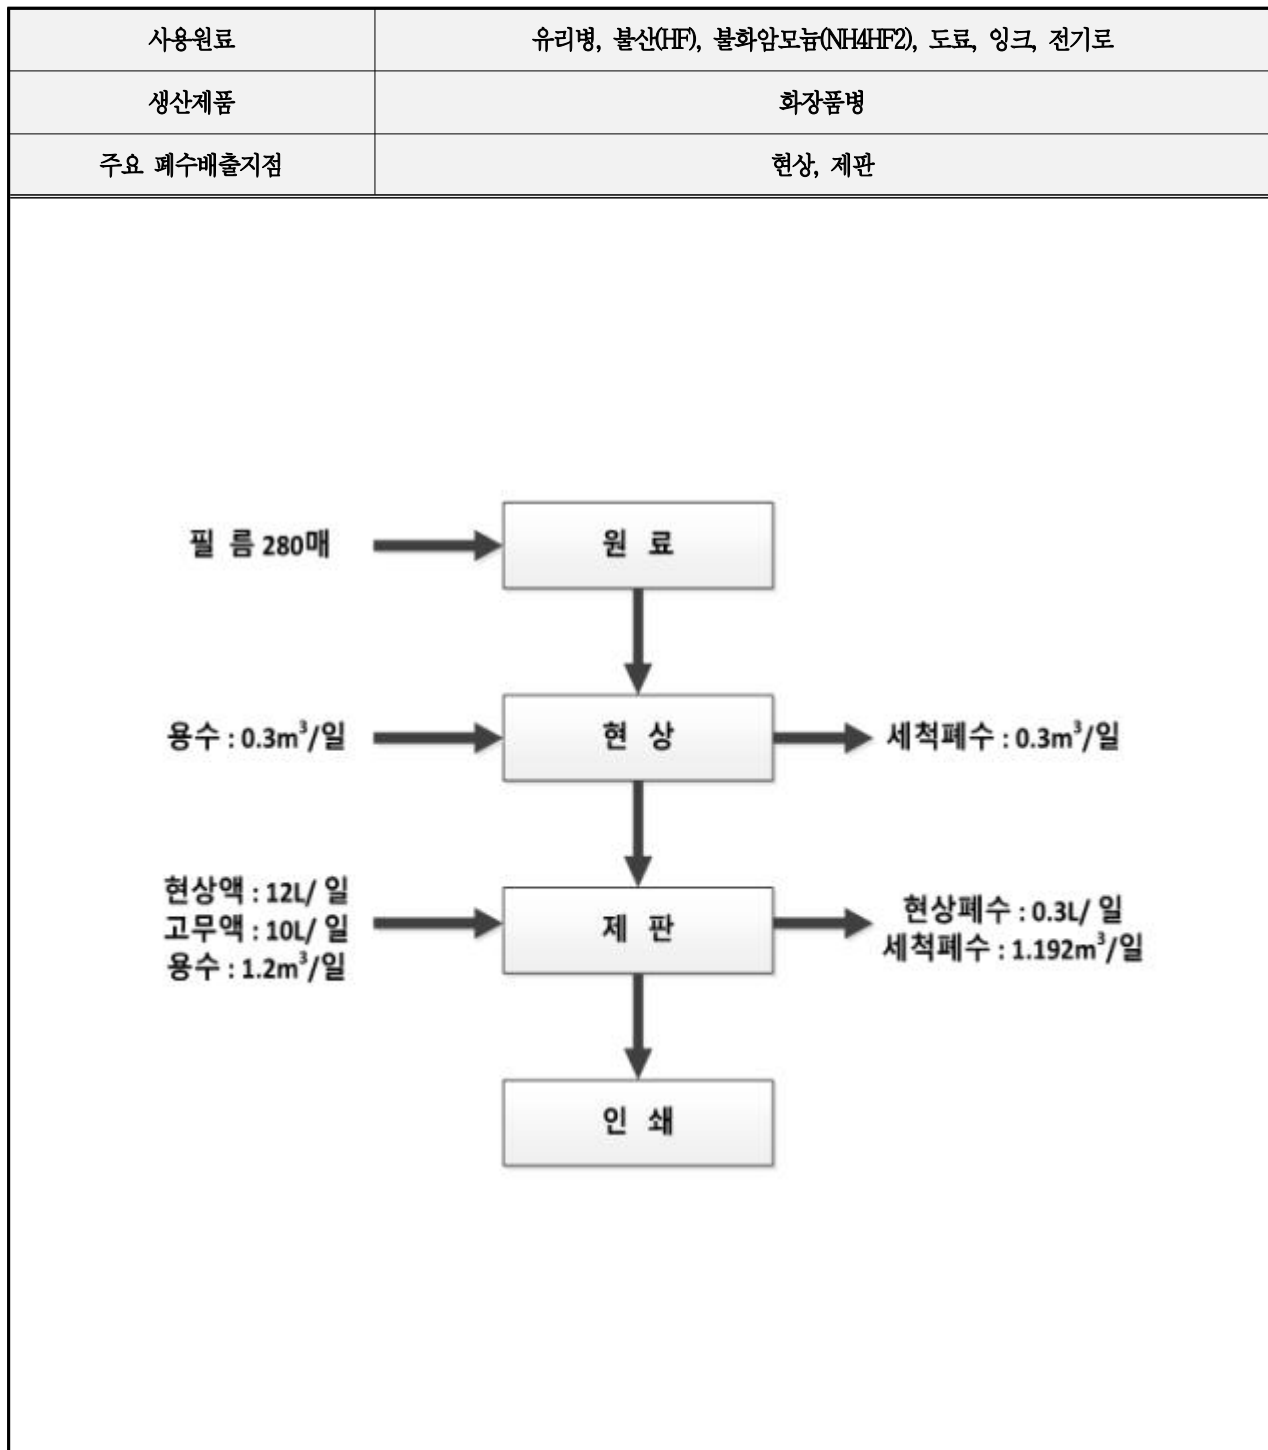 사용원료 유리병, 불산(HF), 불화암모늄(NH4HF2), 도료, 잉크, 전기로
생산제품 화장품병
주요 폐수배출지점 현상, 제판
필 름 280매 원 료
용수 : 0.3m³/일 현 상 세척폐수 : 0.3m³/일
현상액 : 12L/ 일
고무액 : 10L/ 일
용수 : 1.2m³/일
제 판
현상폐수 : 0.3L/ 일
세척폐수 : 1.192m³/일
인 쇄